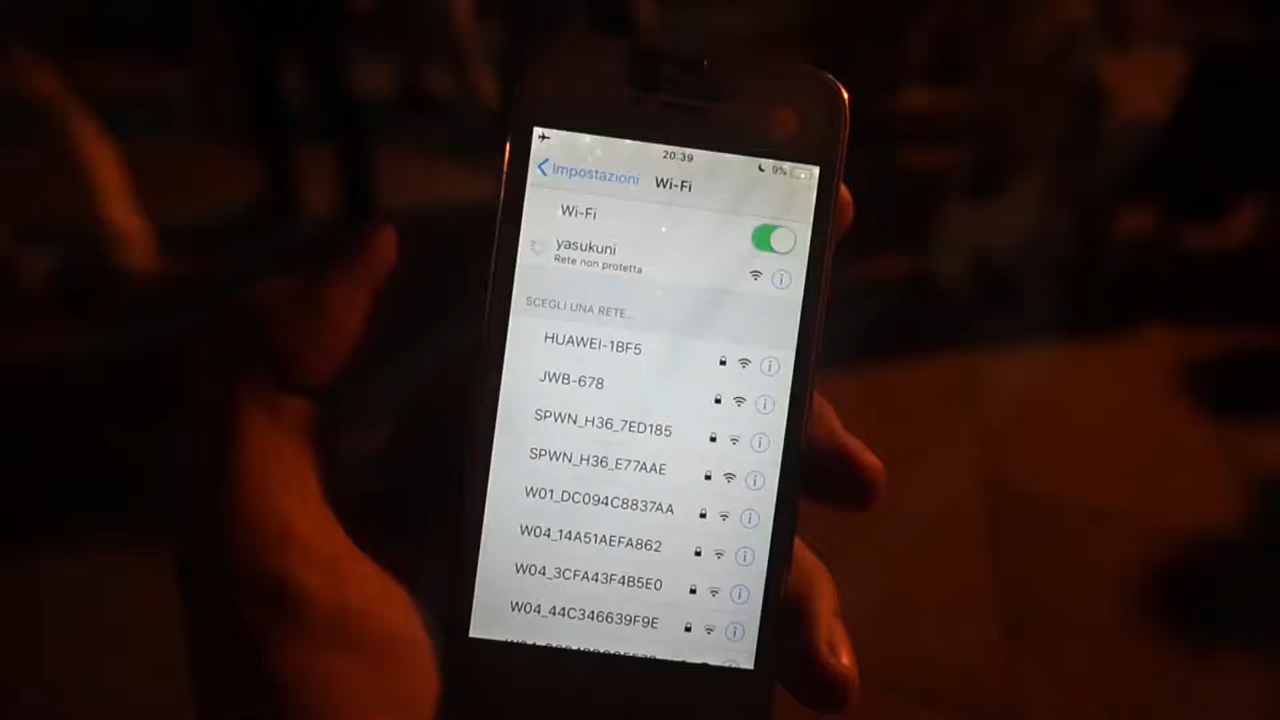 20:39
9%
Impostazioni
Wi-Fi
Wi-Fi
yasukuni
Rete non protetta
SCEGLI UNA RETE...
HUAWEI-1BF5
JWB-678
SPWN_H36_7ED185
SPWN_H36_E77AAE
W01_DC094C8837AA
W04_14A51AEFA862
W04_3CFA43F4B5E0
W04_44C346639F9E